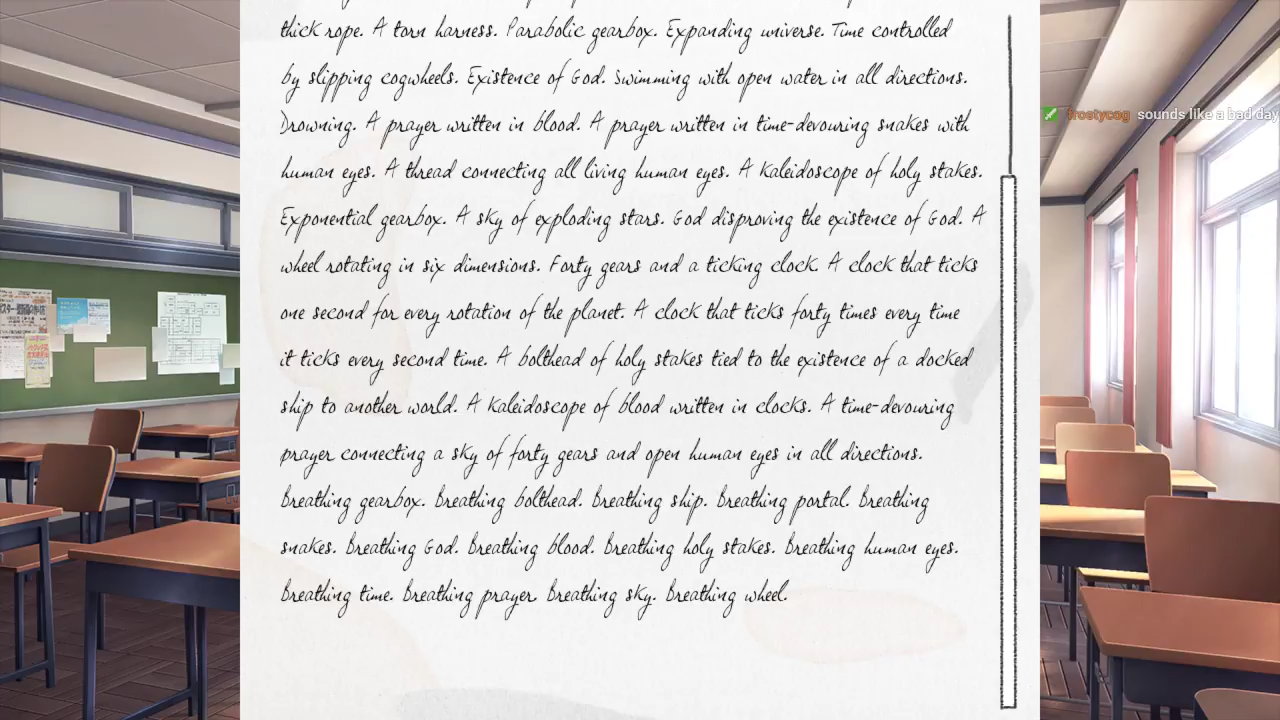 thick rope. A torn harness. Parabolic gearbox. Expanding universe. Time controlled
by slipping cogwheels. Existence of God. Swimming with open water in all directions.
Drowning. A prayer written in blood. A prayer written in time-devouring snakes with
human eyes. A thread connecting all living human eyes. A kaleidoscope of holy stakes.
Exponential gearbox. A sky of exploding stars. God disproving the existence of God. A
wheel rotating in six dimensions. Forty gears and a ticking clock. A clock that ticks
one second for every rotation of the planet. A clock that ticks forty times every time
it ticks every second time. A bolthead of holy stakes tied to the existence of a docked
ship to another world. A kaleidoscope of blood written in clocks. A time-devouring
prayer connecting a sky of forty gears and open human eyes in all directions.
Breathing gearbox. Breathing bolthead. Breathing ship. Breathing portal. Breathing
snakes. Breathing God. Breathing blood. Breathing holy stakes. Breathing human eyes.
Breathing time. Breathing prayer. Breathing sky. Breathing wheel.
frostycog sounds like a bad day